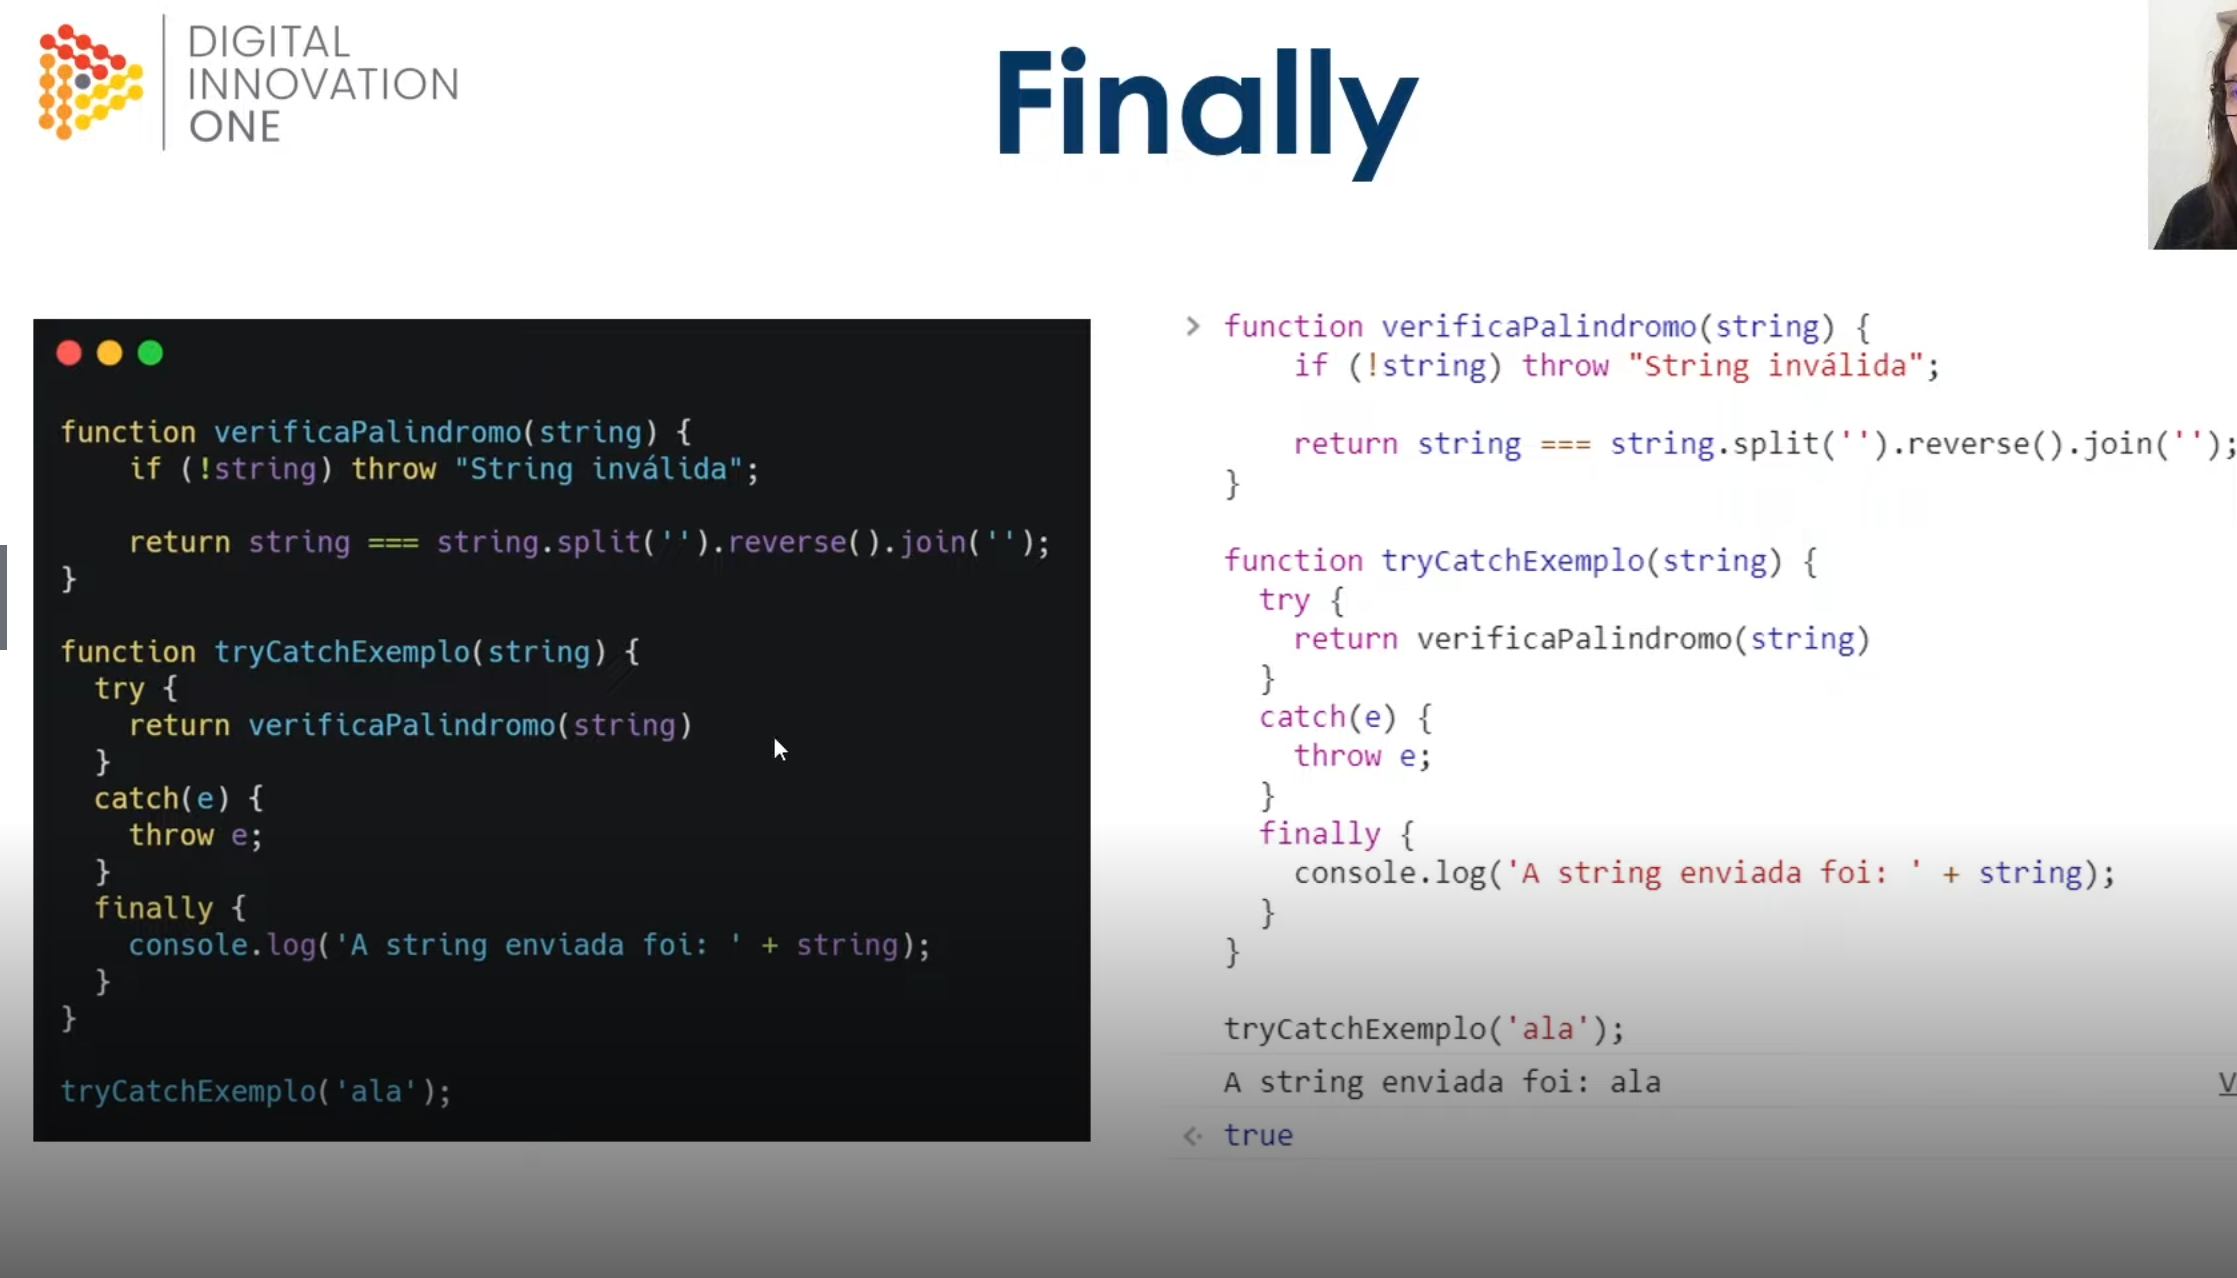 DIGITAL
INNOVATION
ONE
Finally
function verificaPalindromo(string) {
    if (!string) throw "String inválida";

    return string === string.split('').reverse().join('');
}

function tryCatchExemplo(string) {
  try {
    return verificaPalindromo(string)
  }
  catch(e) {
    throw e;
  }
  finally {
    console.log('A string enviada foi: ' + string);
  }
}

tryCatchExemplo('ala');
> function verificaPalindromo(string) {
    if (!string) throw "String inválida";

    return string === string.split('').reverse().join('');
}

function tryCatchExemplo(string) {
  try {
    return verificaPalindromo(string)
  }
  catch(e) {
    throw e;
  }
  finally {
    console.log('A string enviada foi: ' + string);
  }
}

tryCatchExemplo('ala');
A string enviada foi: ala
true